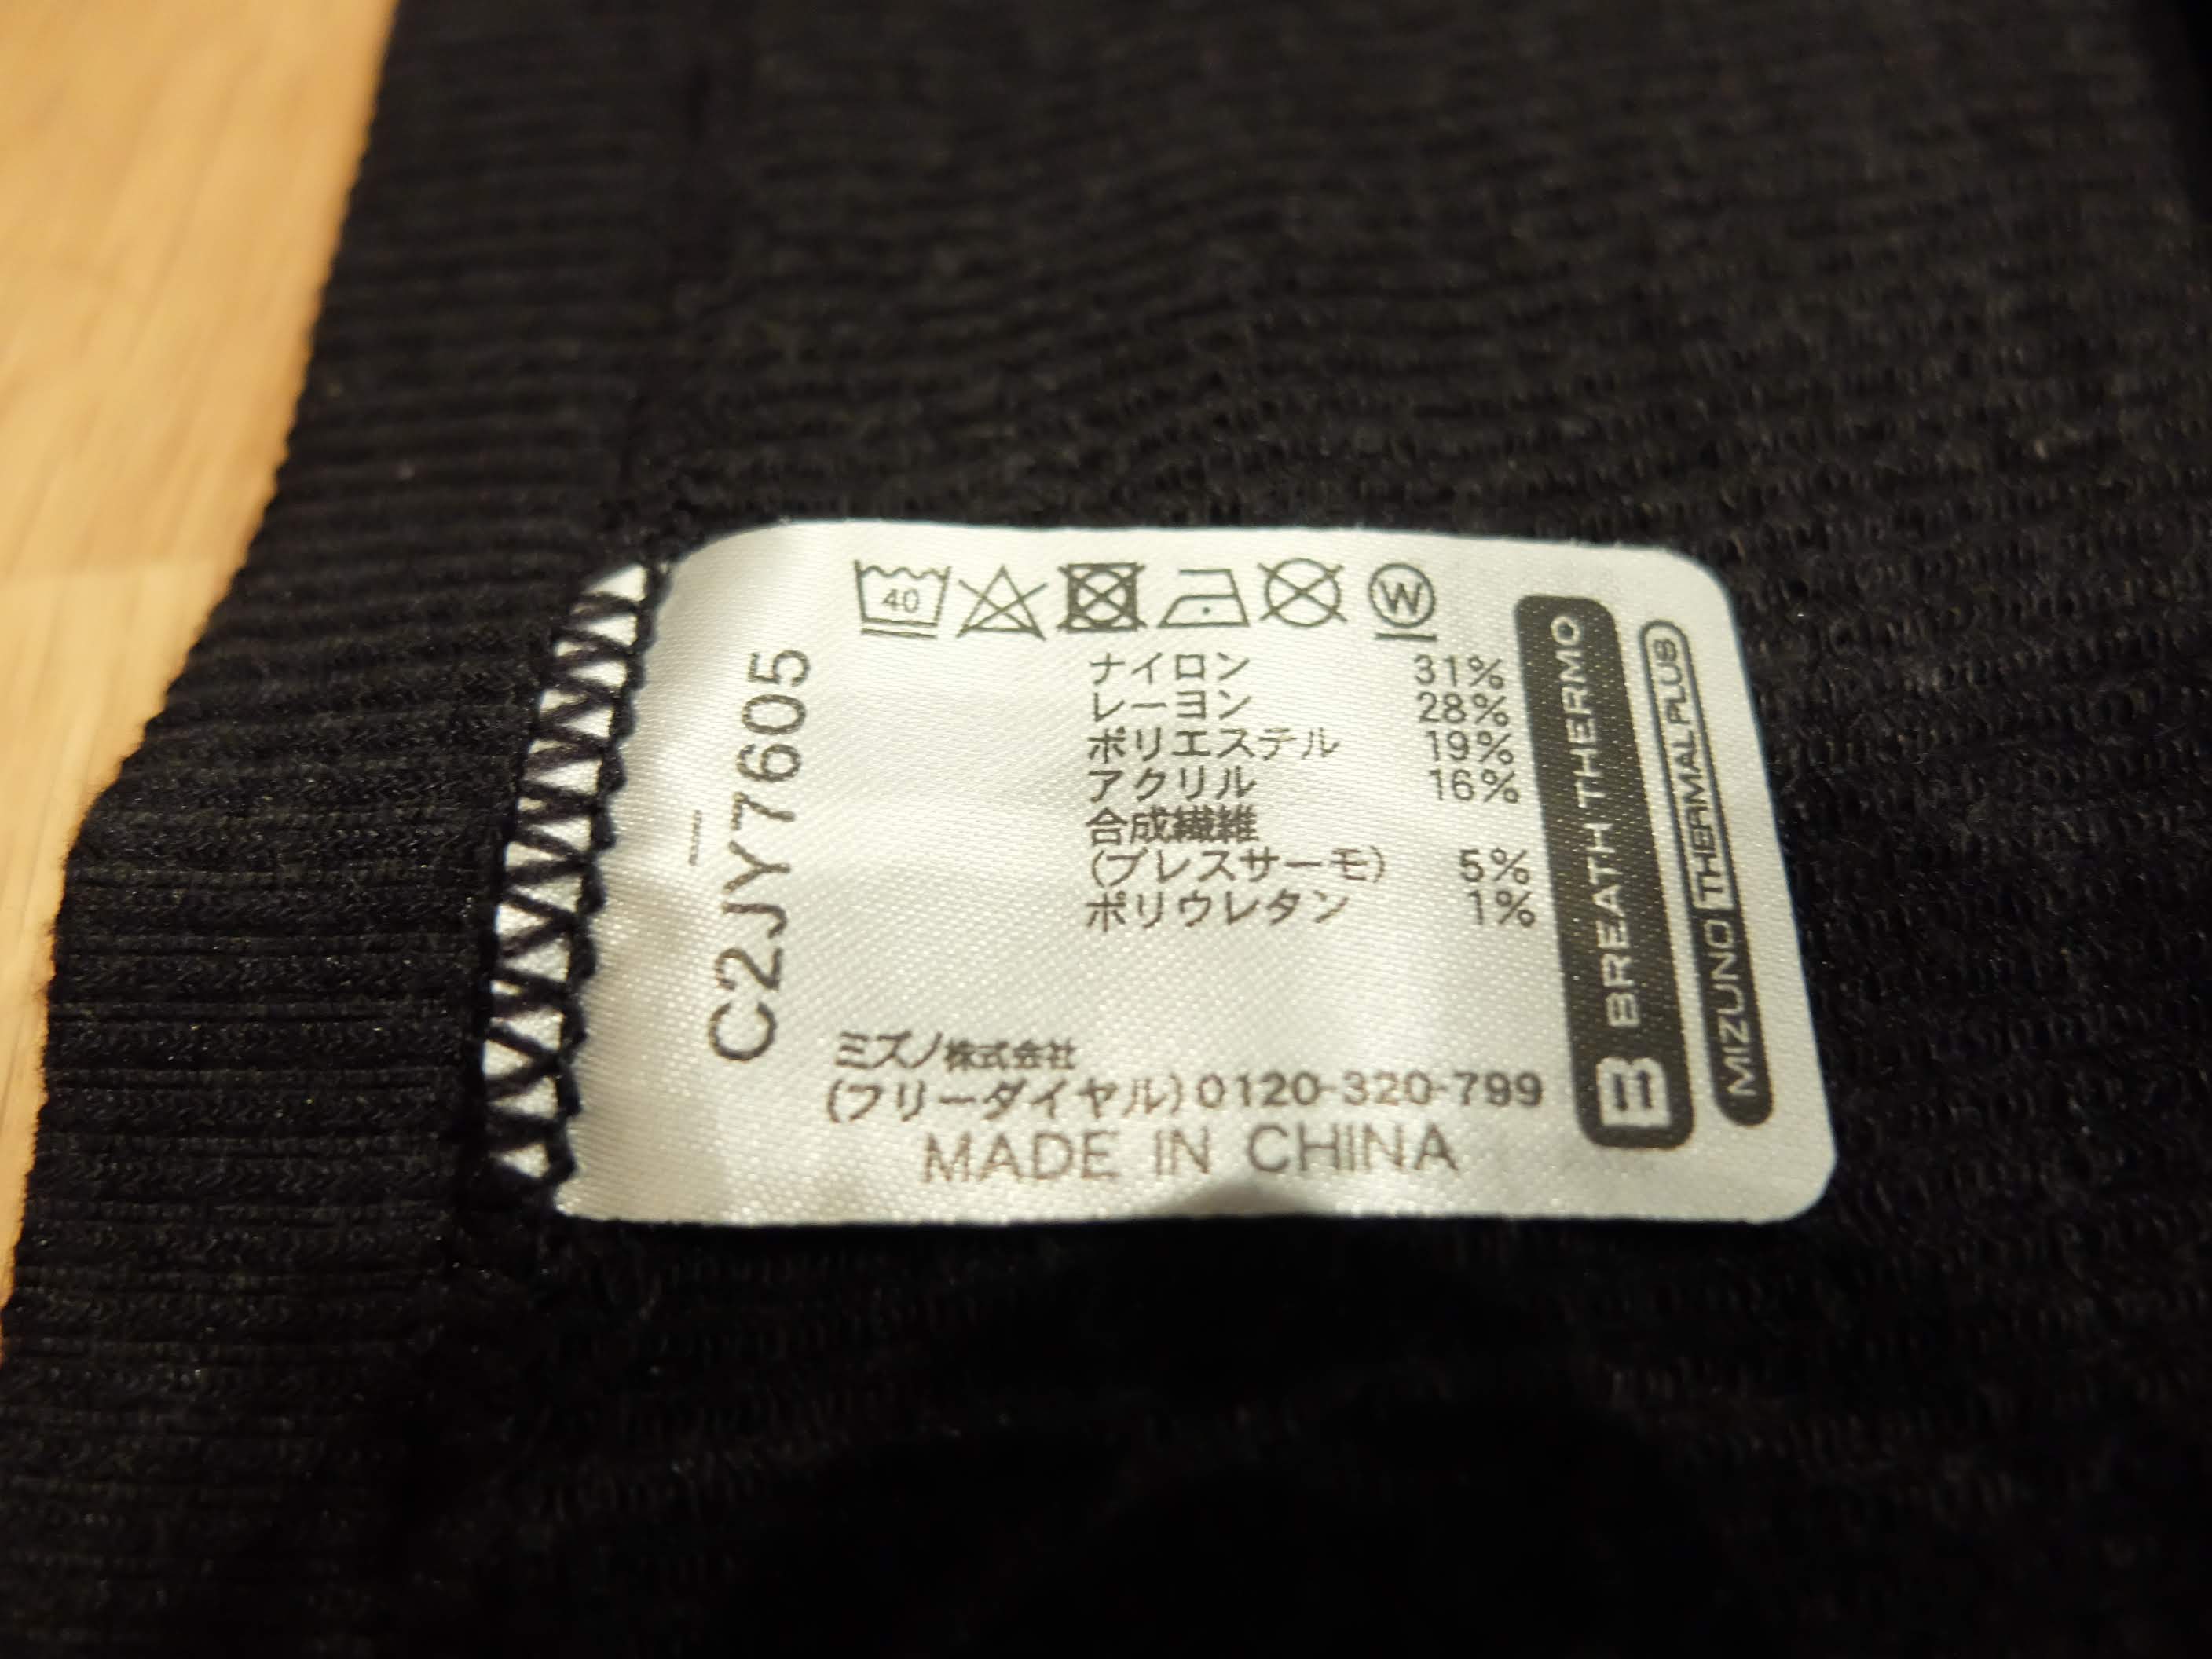 40
W
ナイロン 31%
レーヨン 28%
ポリエステル 19%
アクリル 16%
合成繊維
(ブレスサーモ) 5%
ポリウレタン 1%
C2JY7605
ミズノ株式会社
(フリーダイヤル)0120-320-799
MADE IN CHINA
BREATH THERMO
MIZUNO THERMAL PLUS